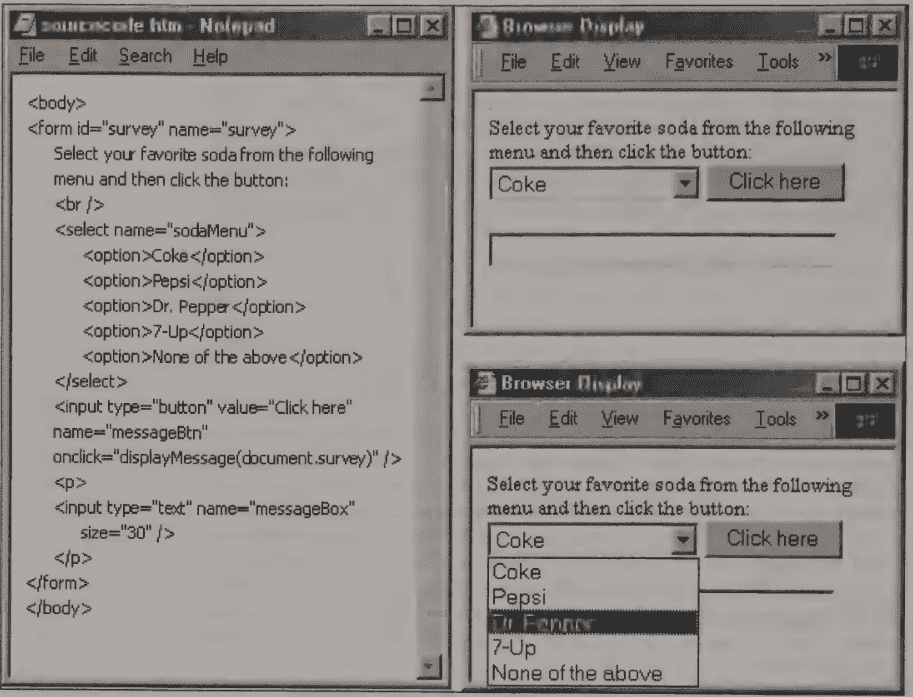 sourcecode.htm - Notepad
File Edit Search Help
<body>
<form id="survey" name="survey">
Select your favorite soda from the following
menu and then click the button:
<br />
<select name="sodaMenu">
<option>Coke</option>
<option>Pepsi</option>
<option>Dr. Pepper</option>
<option>7-Up</option>
<option>None of the above</option>
</select>
<input type="button" value="Click here"
name="messageBtn"
onclick="displayMessage(document.survey)" />
<p>
<input type="text" name="messageBox"
size="30" />
</p>
</form>
</body>
Browser Display
File Edit View Favorites Tools »
Select your favorite soda from the following
menu and then click the button:
Coke Click here
Browser Display
File Edit View Favorites Tools »
Select your favorite soda from the following
menu and then click the button:
Coke Click here
Coke
Pepsi
Dr. Pepper
7-Up
None of the above